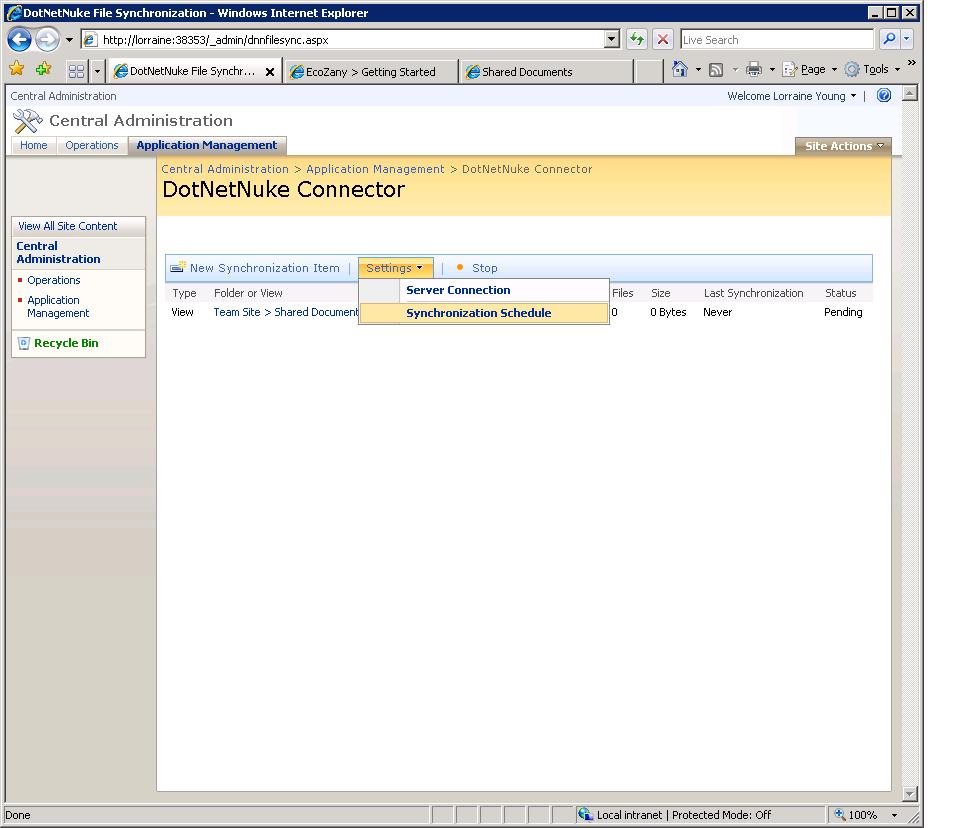 DotNetNuke File Synchronization - Windows Internet Explorer
http://lorraine:38353/_admin/dnnfilesync.aspx
Live Search
DotNetNuke File Synchr...
EcoZany > Getting Started
Shared Documents
Page
Tools
Central Administration
Welcome Lorraine Young
Central Administration
Home
Operations
Application Management
Site Actions
Central Administration > Application Management > DotNetNuke Connector
DotNetNuke Connector
View All Site Content
Central Administration
Operations
Application Management
Recycle Bin
New Synchronization Item | Settings | Stop
Server Connection
Synchronization Schedule
Type Folder or View Files Size Last Synchronization Status
View Team Site > Shared Document 0 0 Bytes Never Pending
Done
Local intranet | Protected Mode: Off
100%